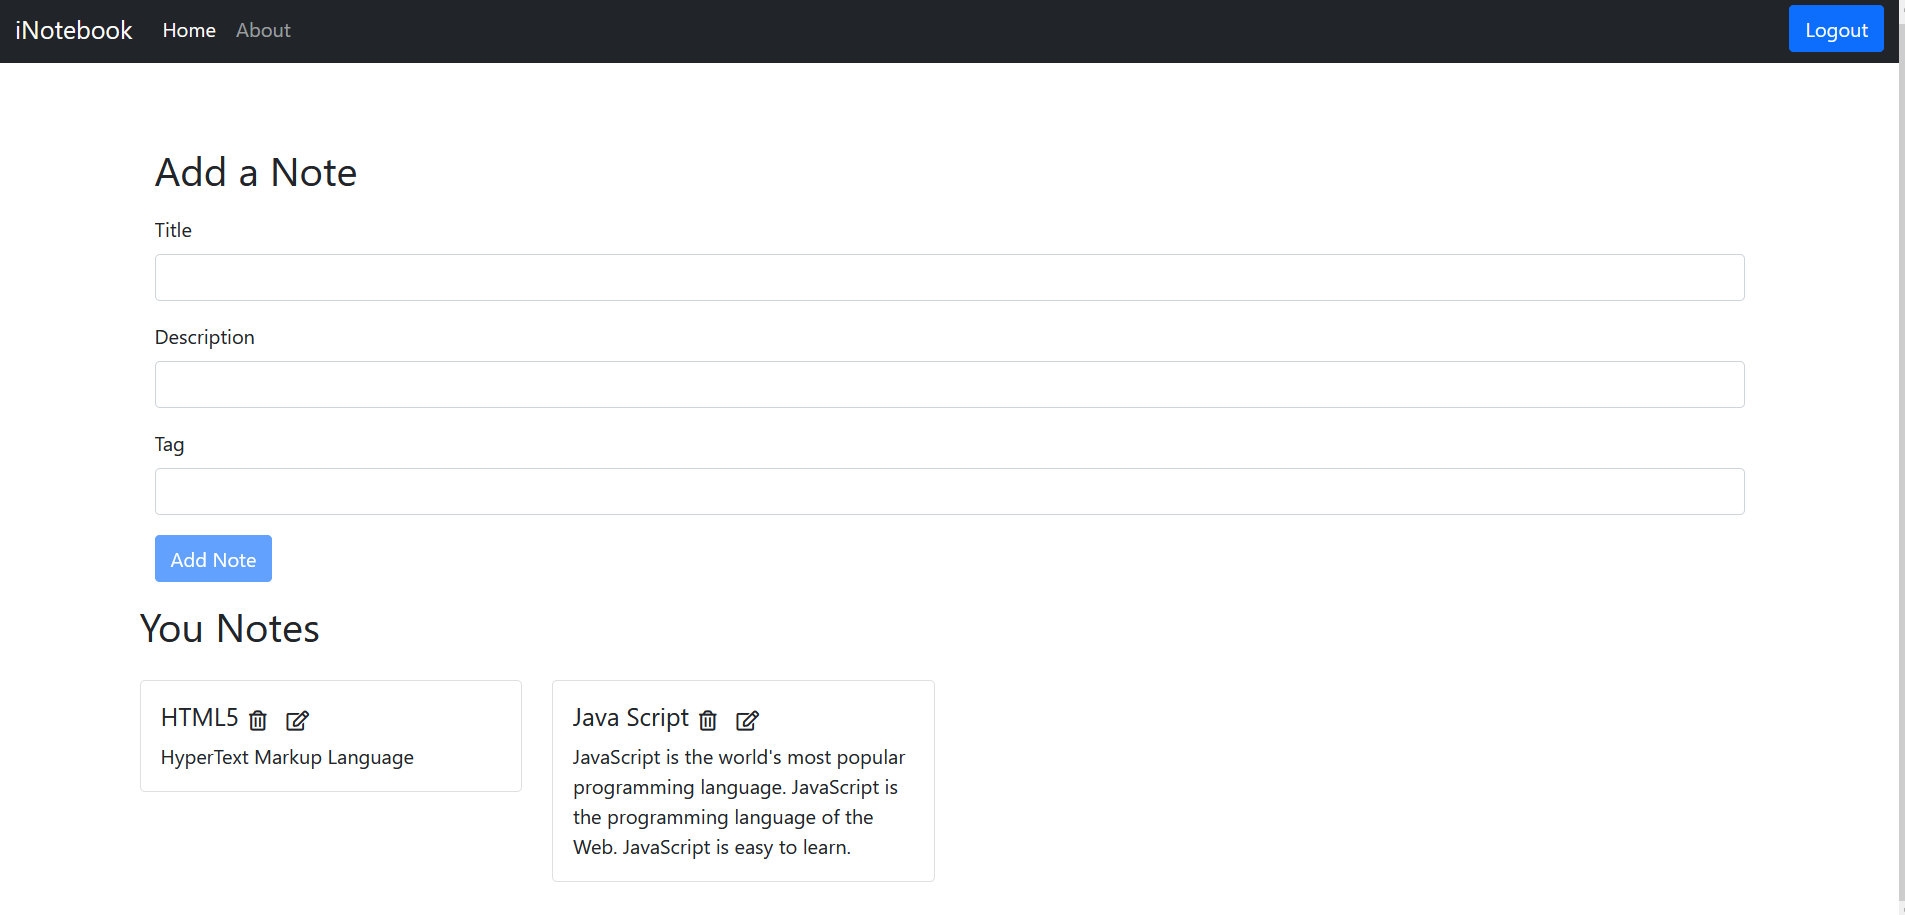 iNotebook Home About Logout
Add a Note
Title
Description
Tag
Add Note
You Notes
HTML5
HyperText Markup Language
Java Script
JavaScript is the world's most popular
programming language. JavaScript is
the programming language of the
Web. JavaScript is easy to learn.